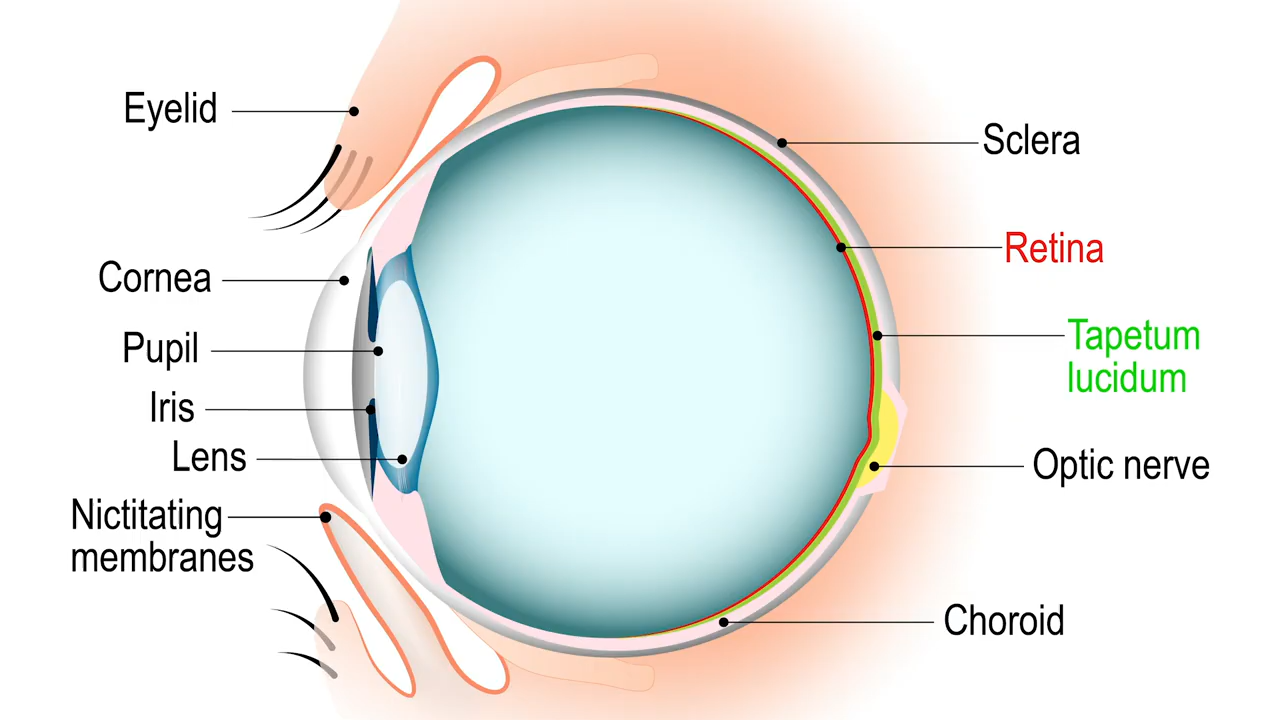 Eyelid
Cornea
Pupil
Iris
Lens
Nictitating
membranes
Sclera
Retina
Tapetum
lucidum
Optic nerve
Choroid